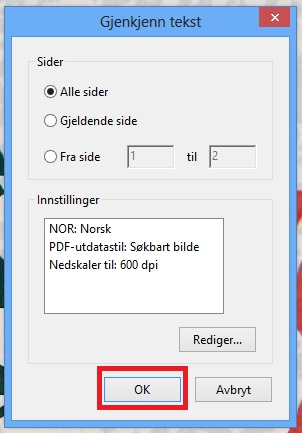 Gjenkjenn tekst
Sider
Alle sider
Gjeldende side
Fra side 1 til 2
Innstillinger
NOR: Norsk
PDF-utdatastil: Søkbart bilde
Nedskaler til: 600 dpi
Rediger...
OK Avbryt